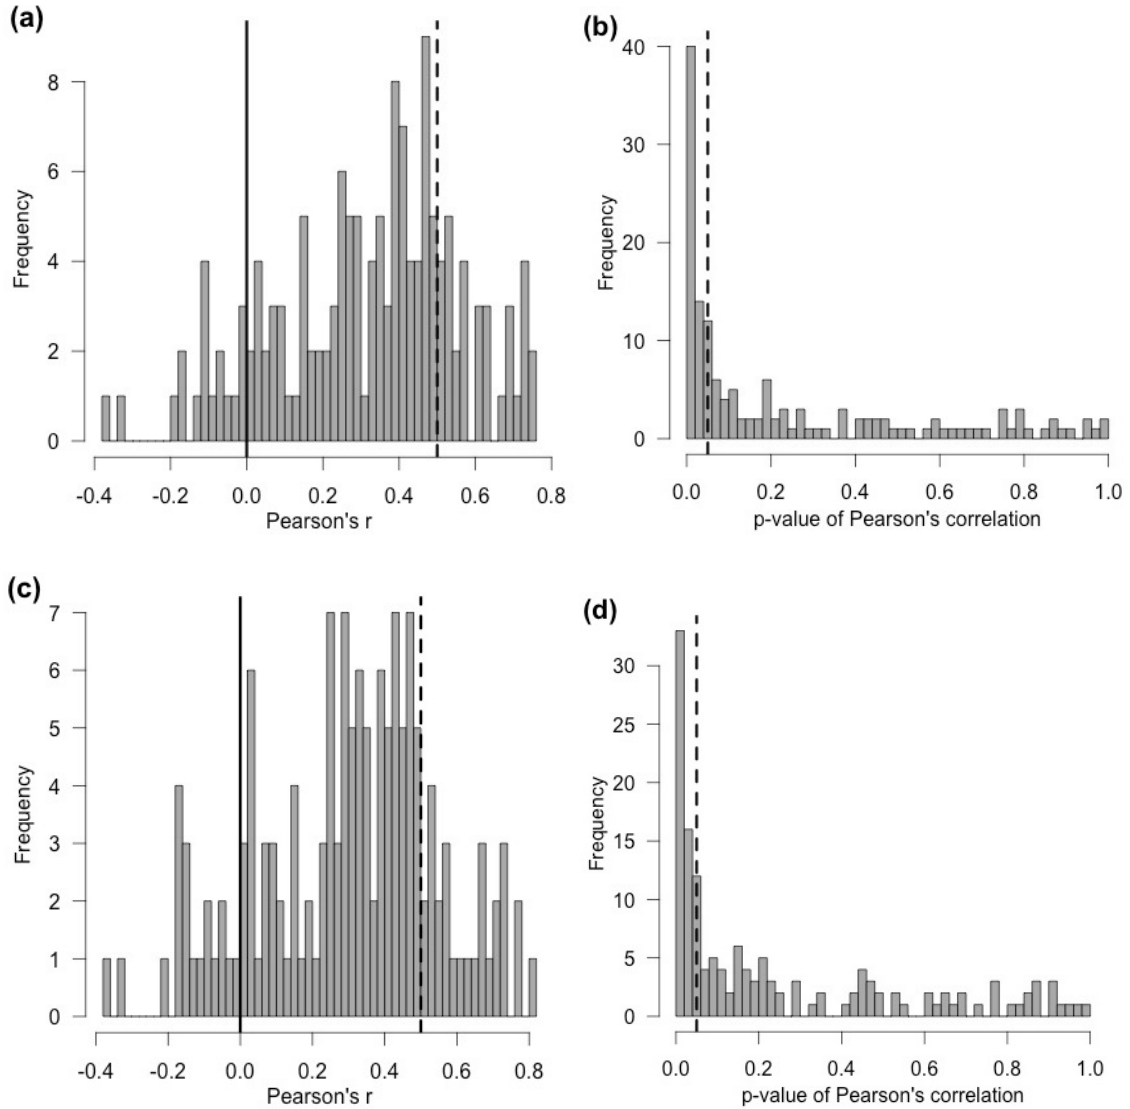 (a)
Frequency
8
6
4
2
0
-0.4 -0.2 0.0 0.2 0.4 0.6 0.8
Pearson's r
(b)
Frequency
40
30
20
10
0
0.0 0.2 0.4 0.6 0.8 1.0
p-value of Pearson's correlation
(c)
Frequency
7
6
5
4
3
2
1
0
-0.4 -0.2 0.0 0.2 0.4 0.6 0.8
Pearson's r
(d)
Frequency
30
25
20
15
10
5
0
0.0 0.2 0.4 0.6 0.8 1.0
p-value of Pearson's correlation